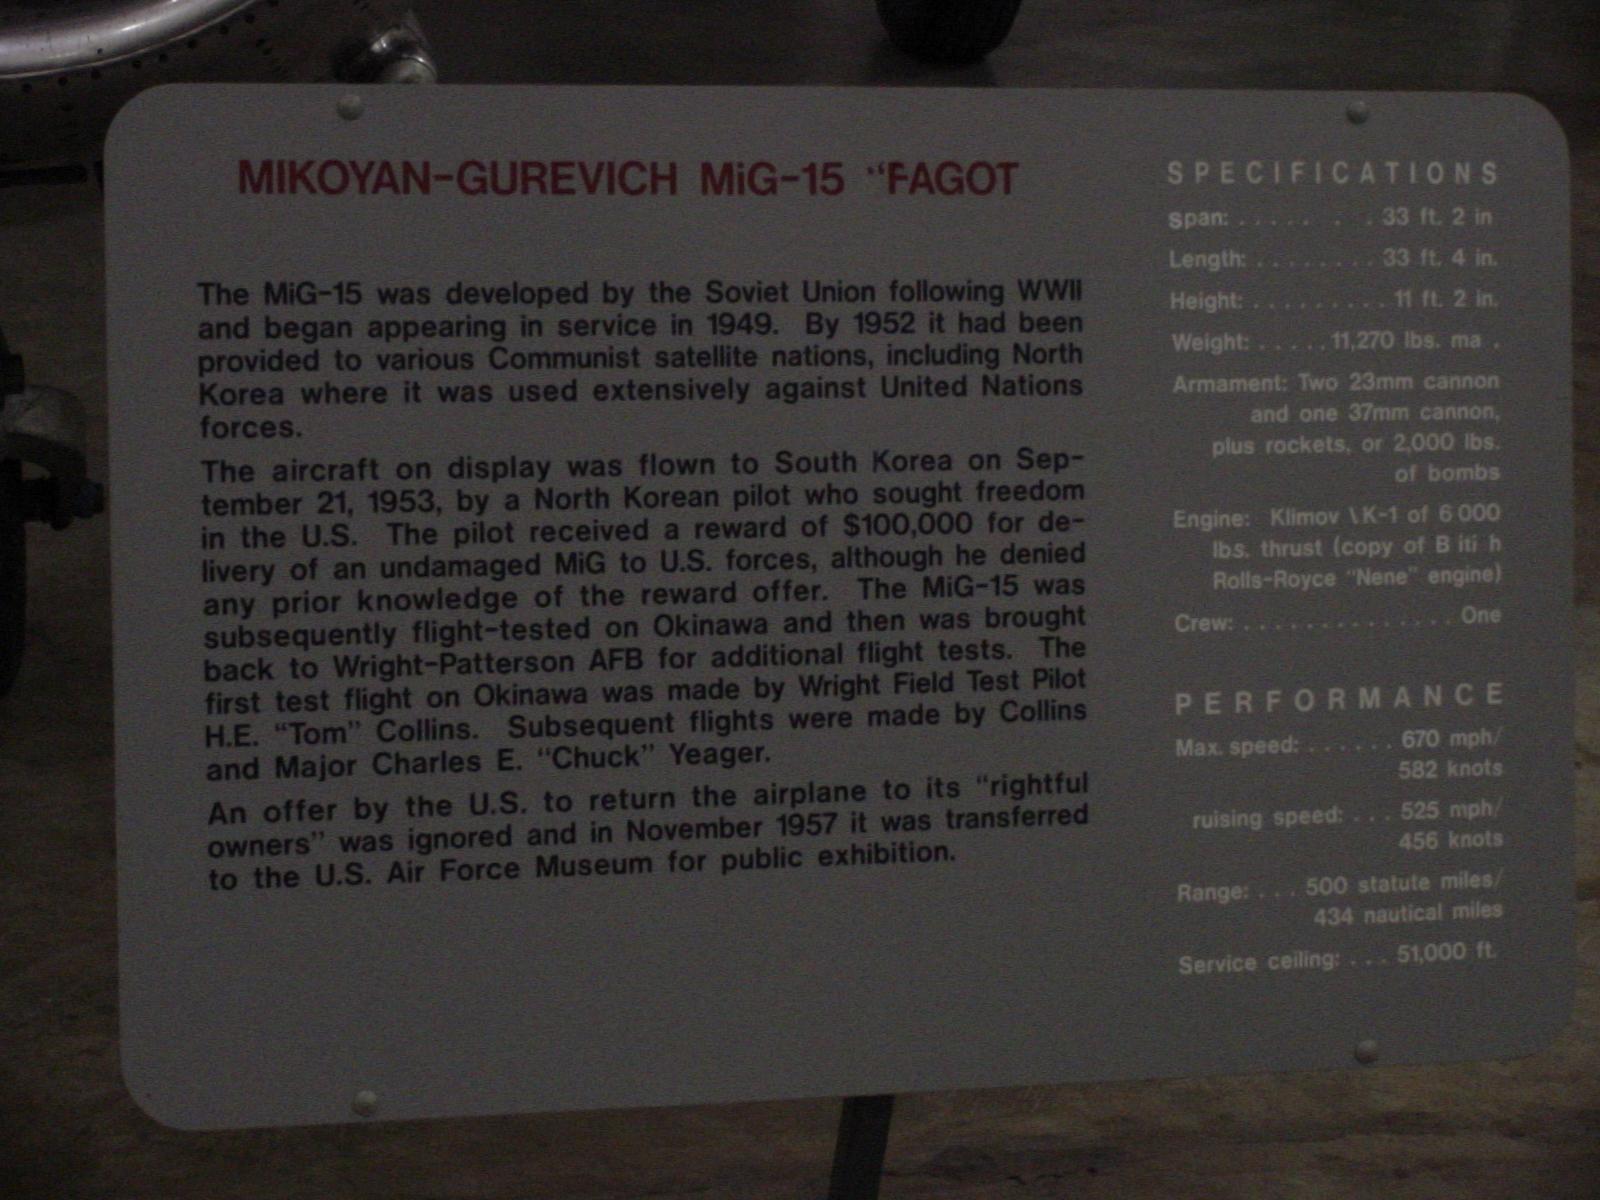 MIKOYAN-GUREVICH MiG-15 "FAGOT
The MiG-15 was developed by the Soviet Union following WWII
and began appearing in service in 1949. By 1952 it had been
provided to various Communist satellite nations, including North
Korea where it was used extensively against United Nations
forces.
The aircraft on display was flown to South Korea on Sep-
tember 21, 1953, by a North Korean pilot who sought freedom
in the U.S. The pilot received a reward of $100,000 for de-
livery of an undamaged MiG to U.S. forces, although he denied
any prior knowledge of the reward offer. The MiG-15 was
subsequently flight-tested on Okinawa and then was brought
back to Wright-Patterson AFB for additional flight tests. The
first test flight on Okinawa was made by Wright Field Test Pilot
H.E. "Tom" Collins. Subsequent flights were made by Collins
and Major Charles E. "Chuck" Yeager.
An offer by the U.S. to return the airplane to its "rightful
owners" was ignored and in November 1957 it was transferred
to the U.S. Air Force Museum for public exhibition.
SPECIFICATIONS
Span: . . . . . . . 33 ft. 2 in
Length: . . . . . . . . 33 ft. 4 in.
Height: . . . . . . . . . 11 ft. 2 in.
Weight: . . . . . 11,270 lbs. ma .
Armament: Two 23mm cannon
and one 37mm cannon,
plus rockets, or 2,000 lbs.
of bombs
Engine: Klimov \K-1 of 6 000
lbs. thrust (copy of B iti h
Rolls-Royce "Nene" engine)
Crew: . . . . . . . . . . . . . . One
PERFORMANCE
Max. speed: . . . . . . 670 mph/
582 knots
ruising speed: . . . 525 mph/
456 knots
Range: . . . 500 statute miles/
434 nautical miles
Service ceiling: . . . 51,000 ft.